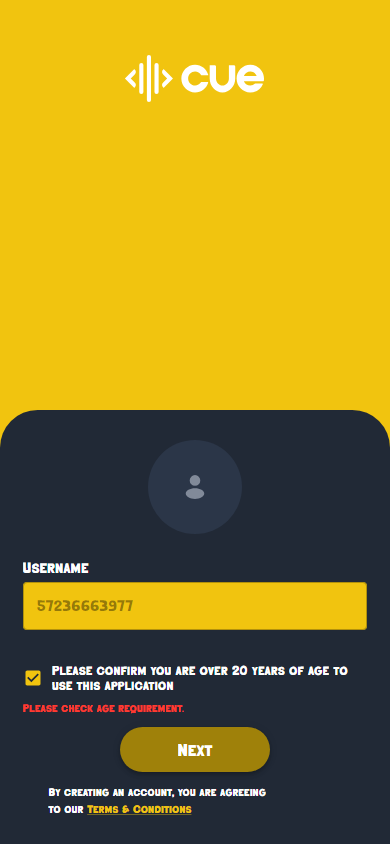 cue
Username
57236663977
Please confirm you are over 20 years of age to
use this application
Please check age requirement.
Next
By creating an account, you are agreeing
to our Terms & Conditions